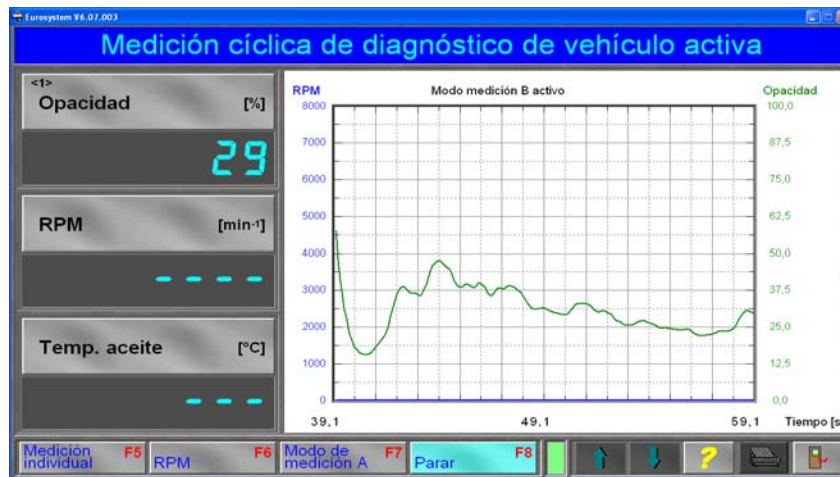 Eurosystem V6.07.003
Medición cíclica de diagnóstico de vehículo activa
<1>
Opacidad [%]
29
RPM [min-1]
- - - -
Temp. aceite [°C]
- - -
RPM Modo medición B activo Opacidad
8000 100,0
7000 87,5
6000 75,0
5000 62,5
4000 50,0
3000 37,5
2000 25,0
1000 12,5
0 0,0
39.1 49.1 59.1 Tiempo [s
Medición individual F5
RPM F6
Modo de medición A F7
Parar F8
?